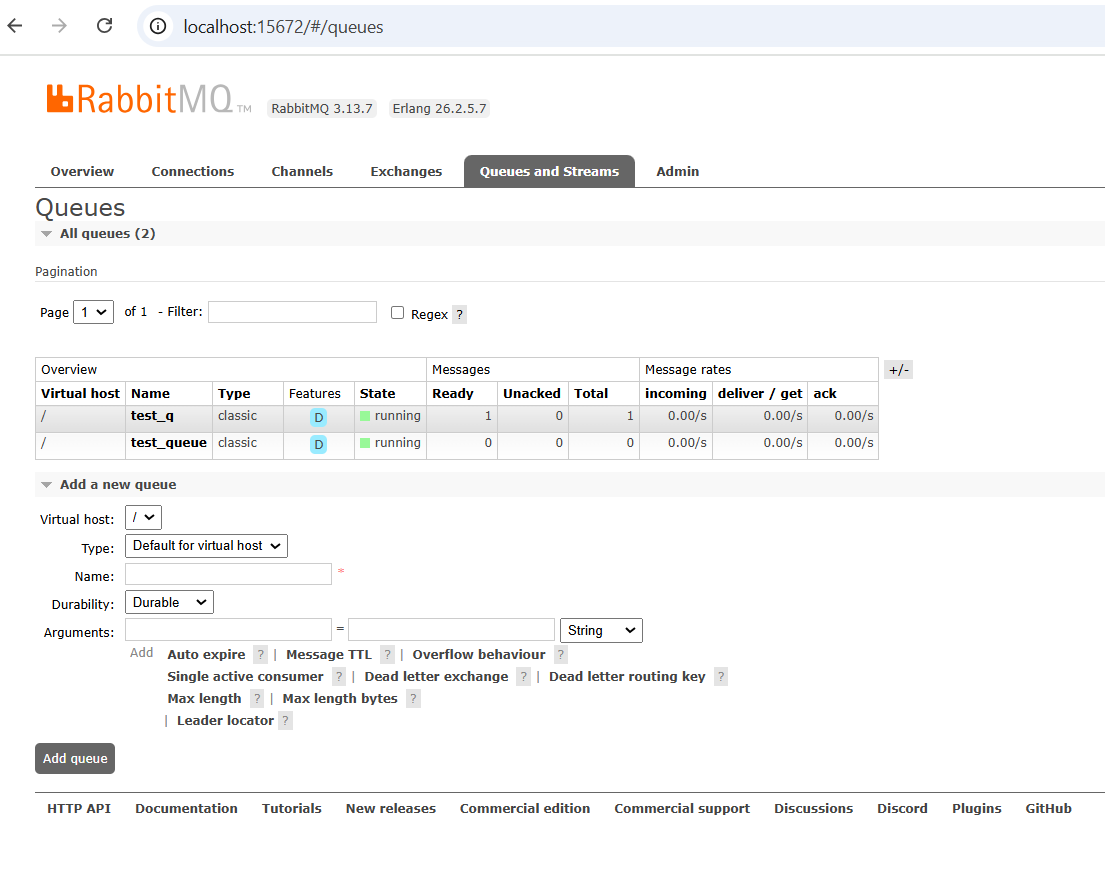 localhost:15672/#/queues
RabbitMQ TM RabbitMQ 3.13.7 Erlang 26.2.5.7
Overview Connections Channels Exchanges Queues and Streams Admin
Queues
All queues (2)
Pagination
Page 1 of 1 - Filter: Regex ?
Overview Messages Message rates +/-
Virtual host Name Type Features State Ready Unacked Total incoming deliver / get ack
/ test_q classic D running 1 0 1 0.00/s 0.00/s 0.00/s
/ test_queue classic D running 0 0 0 0.00/s 0.00/s 0.00/s
Add a new queue
Virtual host: /
Type: Default for virtual host
Name: *
Durability: Durable
Arguments: = String
Add Auto expire ? | Message TTL ? | Overflow behaviour ?
Single active consumer ? | Dead letter exchange ? | Dead letter routing key ?
Max length ? | Max length bytes ?
| Leader locator ?
Add queue
HTTP API Documentation Tutorials New releases Commercial edition Commercial support Discussions Discord Plugins GitHub